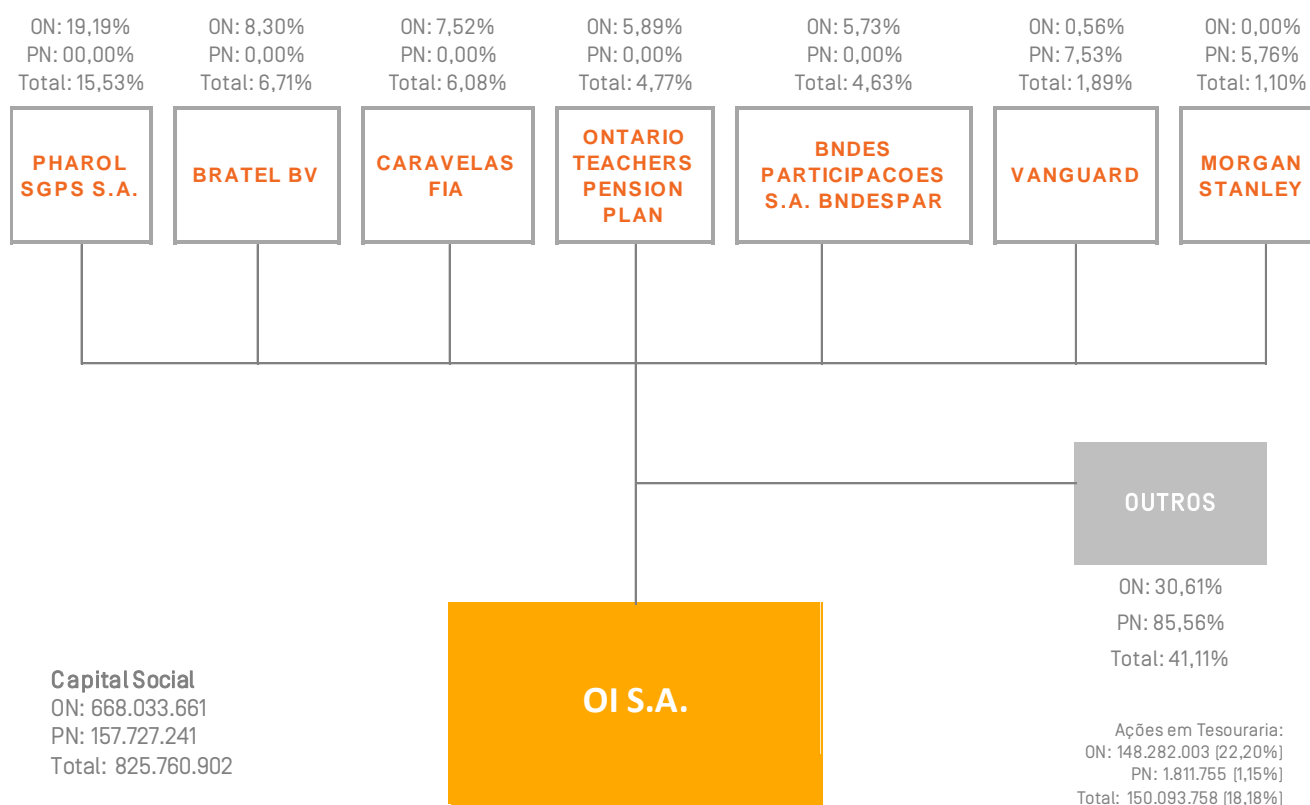 ON: 19,19%
PN: 00,00%
Total: 15,53%
ON: 8,30%
PN: 0,00%
Total: 6,71%
ON: 7,52%
PN: 0,00%
Total: 6,08%
ON: 5,89%
PN: 0,00%
Total: 4,77%
ON: 5,73%
PN: 0,00%
Total: 4,63%
ON: 0,56%
PN: 7,53%
Total: 1,89%
ON: 0,00%
PN: 5,76%
Total: 1,10%
PHAROL
SGPS S.A.
BRATEL BV
CARAVELAS
FIA
ONTARIO
TEACHERS
PENSION
PLAN
BNDES
PARTICIPACOES
S.A. BNDESPAR
VANGUARD
MORGAN
STANLEY
OUTROS
ON: 30,61%
PN: 85,56%
Total: 41,11%
OI S.A.
Capital Social
ON: 668.033.661
PN: 157.727.241
Total: 825.760.902
Ações em Tesouraria:
ON: 148.282.003 (22,20%)
PN: 1.811.755 (1,15%)
Total: 150.093.758 (18,18%)